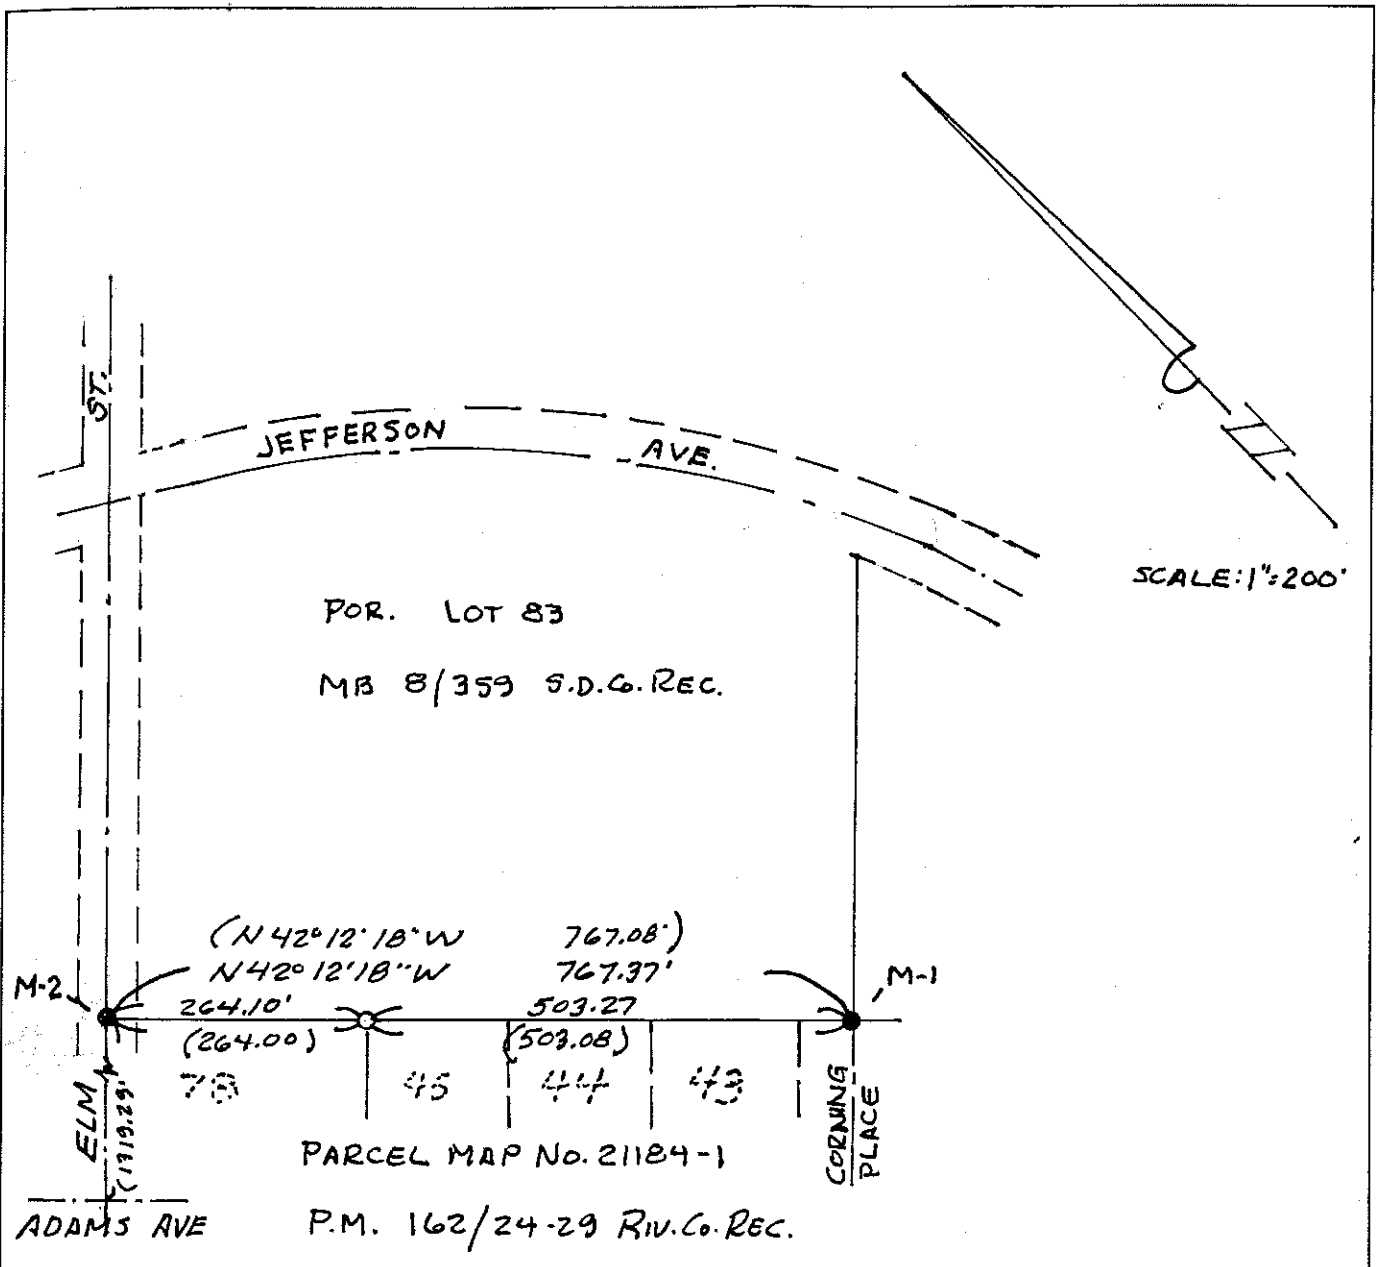 ST.
JEFFERSON AVE.
SCALE: 1"=200'
POR. LOT 83
MB 8/359 S.D.Co. REC.
(N 42° 12' 18" W 767.08')
N 42° 12' 18" W 767.37'
M-2
M-1
264.10' 503.27
(264.00) (503.08)
78 45 44 43
ELM
(1319.29')
CORNING
PLACE
PARCEL MAP No. 21184-1
ADAMS AVE
P.M. 162/24-29 RIV. Co. REC.